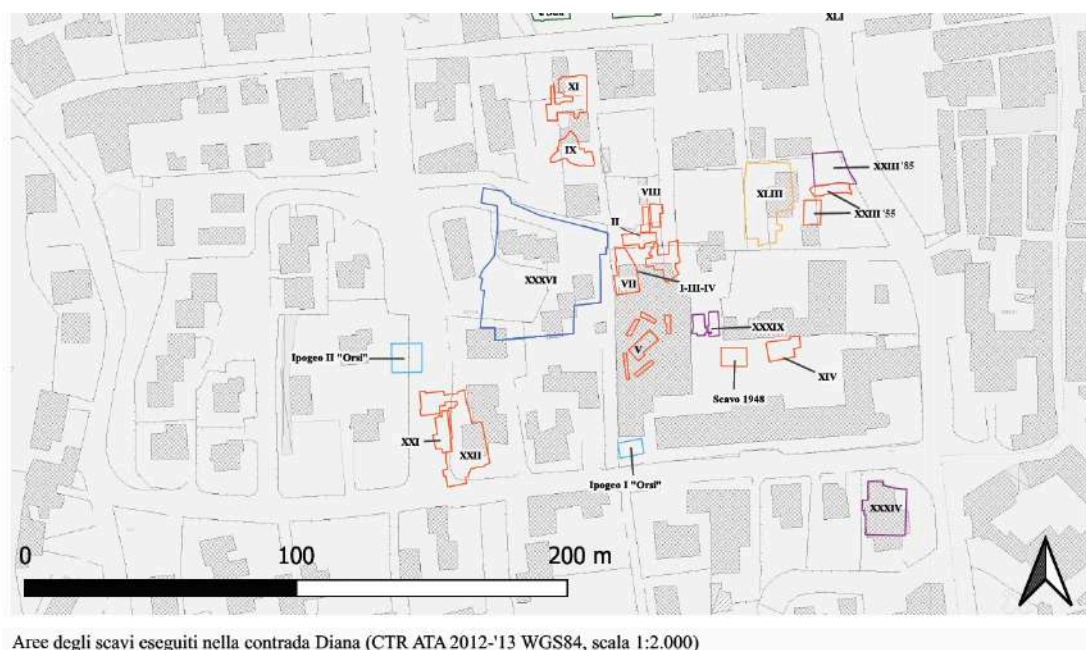 XLI
XI
IX
XXIII '85
XLIII
VIII
XXIII '55
II
XXXVI
VII
I-III-IV
XXXIX
V
Ipogeo II "Orsi"
XIV
Scavo 1948
XXI
XXII
Ipogeo I "Orsi"
XXXIV
0 100 200 m
Aree degli scavi eseguiti nella contrada Diana (CTR ATA 2012-'13 WGS84, scala 1:2.000)